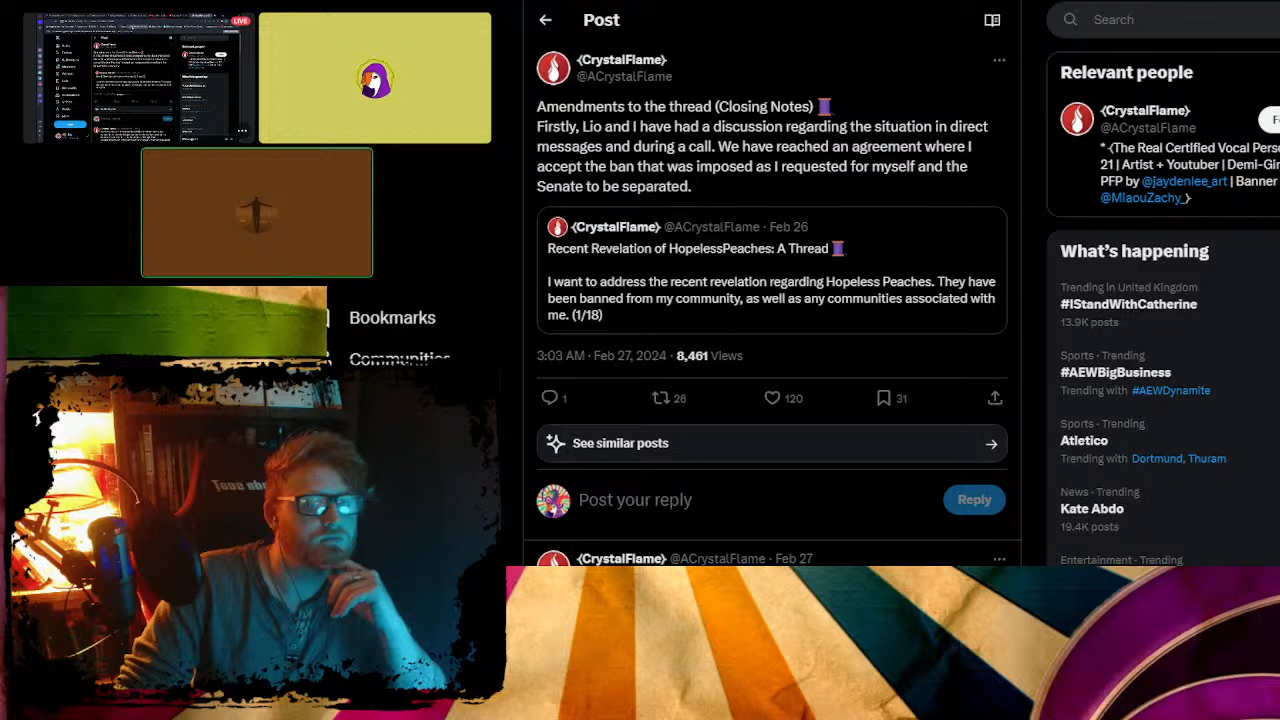 LIVE
Bookmarks
Communities
Post
{CrystalFlame}
@ACrystalFlame
Amendments to the thread (Closing Notes) 🧵
Firstly, Lio and I have had a discussion regarding the situation in direct
messages and during a call. We have reached an agreement where I
accept the ban that was imposed as I requested for myself and the
Senate to be separated.
{CrystalFlame} @ACrystalFlame · Feb 26
Recent Revelation of HopelessPeaches: A Thread 🧵
I want to address the recent revelation regarding Hopeless Peaches. They have
been banned from my community, as well as any communities associated with
me. (1/18)
3:03 AM · Feb 27, 2024 · 8,461 Views
1 26 120 31
See similar posts
Post your reply
Reply
{CrystalFlame} @ACrystalFlame · Feb 27
Search
Relevant people
{CrystalFlame}
@ACrystalFlame
*-{The Real Certified Vocal Pers
21 | Artist + Youtuber | Demi-Gir
PFP by @jaydenlee_art | Banner
@MlaouZachy_}
What's happening
Trending in United Kingdom
#IStandWithCatherine
13.9K posts
Sports · Trending
#AEWBigBusiness
Trending with #AEWDynamite
Sports · Trending
Atletico
Trending with Dortmund, Thuram
News · Trending
Kate Abdo
19.4K posts
Entertainment · Trending